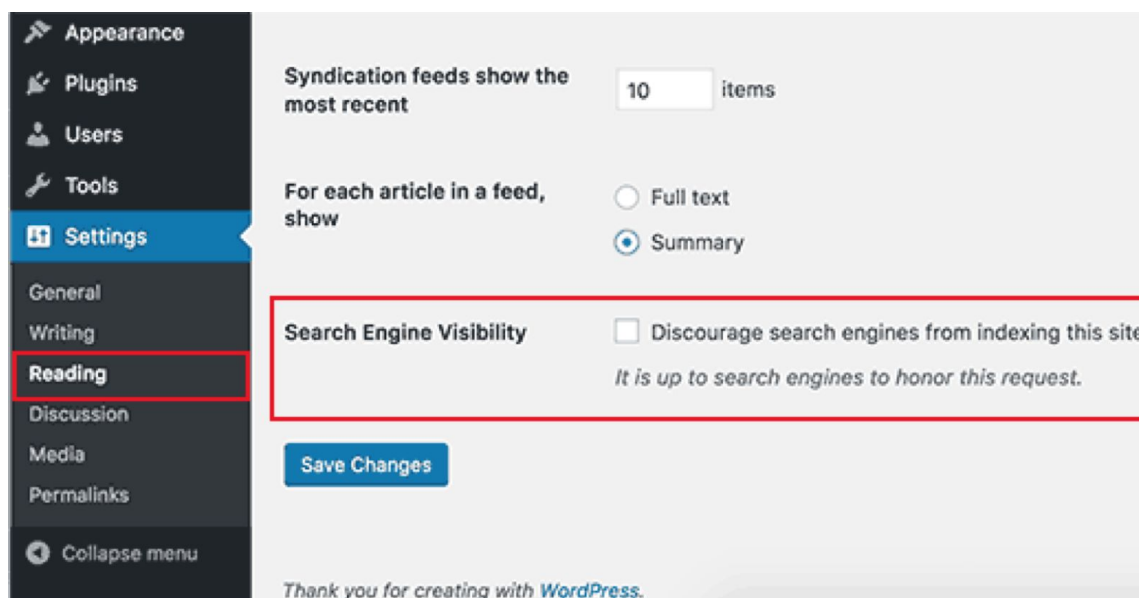 Appearance
Plugins
Users
Tools
Settings
General
Writing
Reading
Discussion
Media
Permalinks
Collapse menu
Syndication feeds show the
most recent
10 items
For each article in a feed,
show
Full text
Summary
Search Engine Visibility
Discourage search engines from indexing this site
It is up to search engines to honor this request.
Save Changes
Thank you for creating with WordPress.